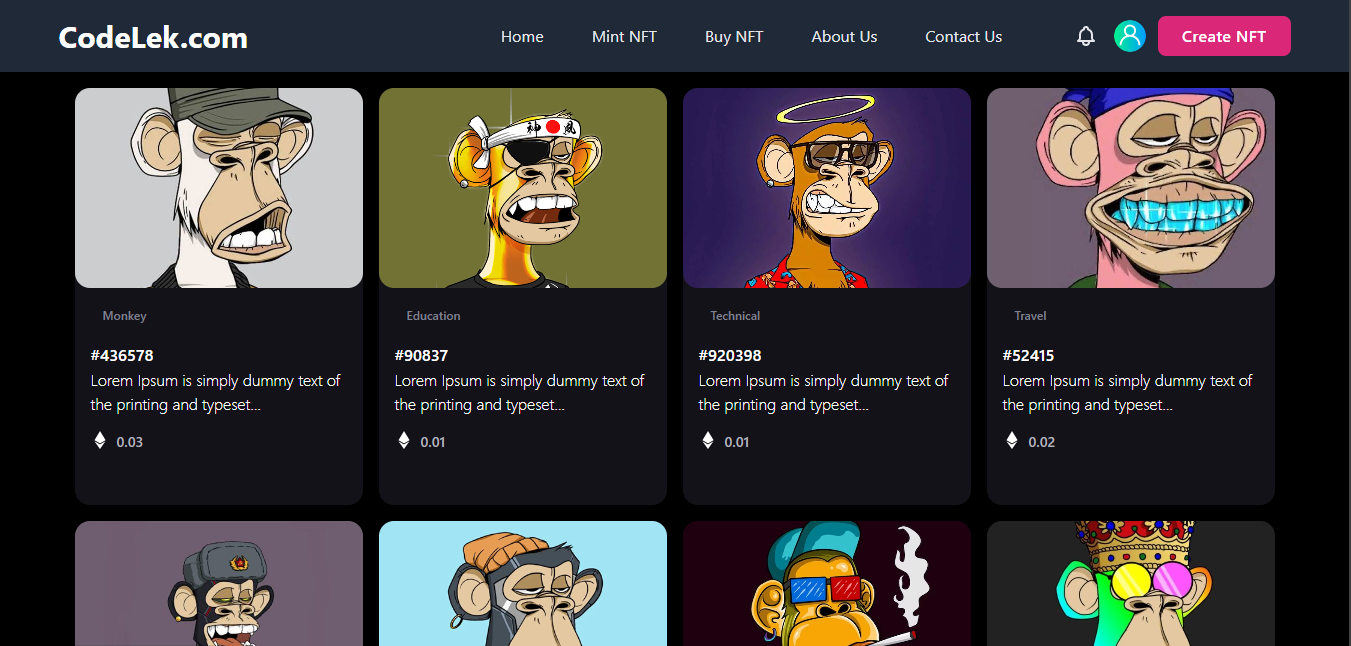 CodeLek.com
Home Mint NFT Buy NFT About Us Contact Us Create NFT
神 風
Monkey
#436578
Lorem Ipsum is simply dummy text of
the printing and typeset...
0.03
Education
#90837
Lorem Ipsum is simply dummy text of
the printing and typeset...
0.01
Technical
#920398
Lorem Ipsum is simply dummy text of
the printing and typeset...
0.01
Travel
#52415
Lorem Ipsum is simply dummy text of
the printing and typeset...
0.02